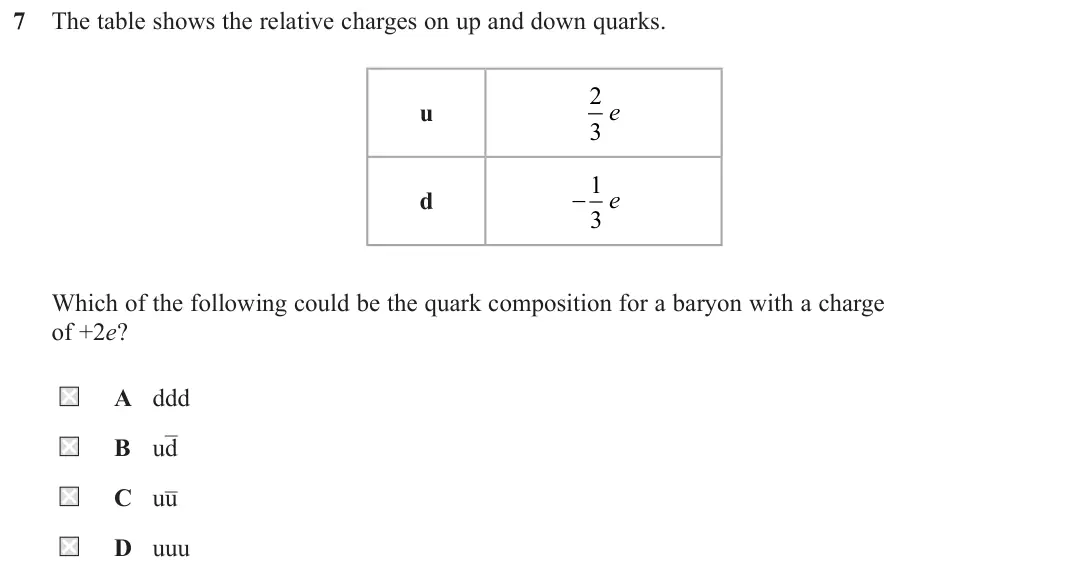 7 The table shows the relative charges on up and down quarks.
u 2/3 e
d −1/3 e
Which of the following could be the quark composition for a baryon with a charge
of +2e?
A ddd
B ud̅
C uu̅
D uuu